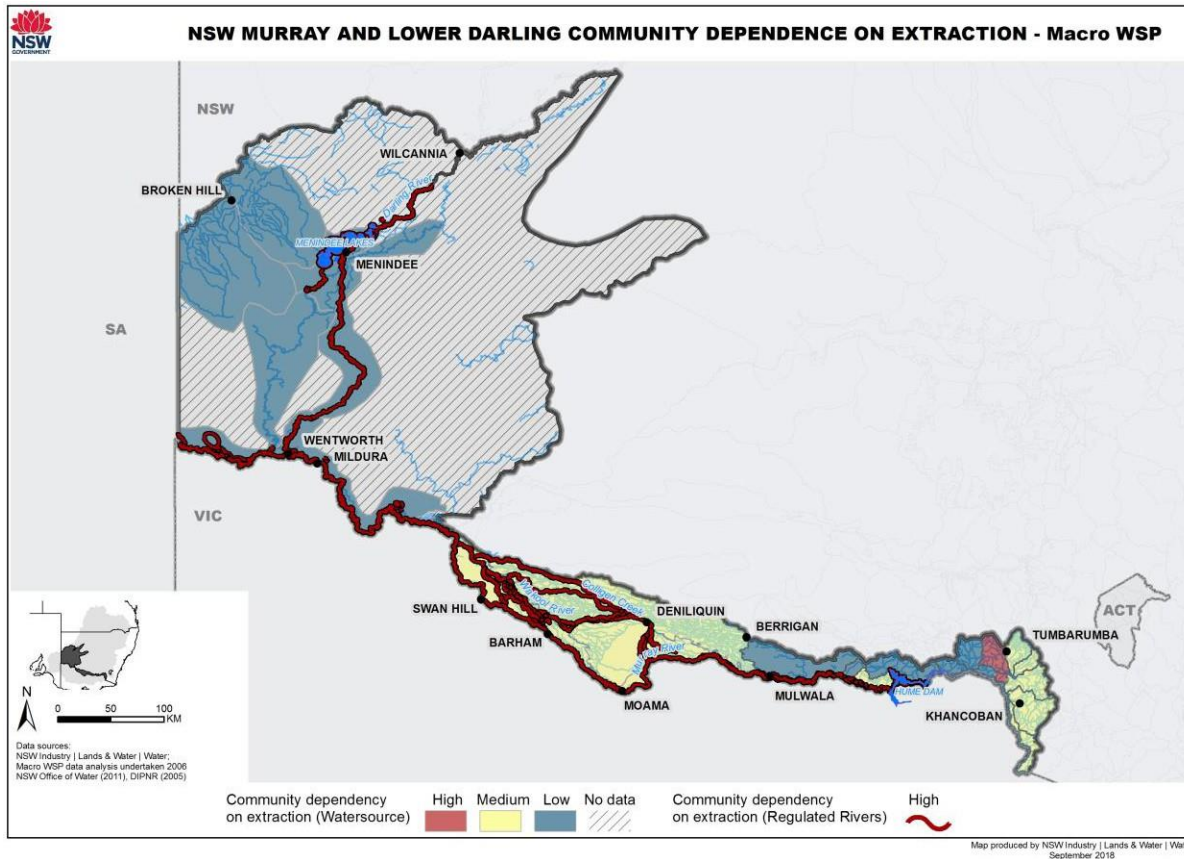 NSW
GOVERNMENT
NSW MURRAY AND LOWER DARLING COMMUNITY DEPENDENCE ON EXTRACTION - Macro WSP
NSW
WILCANNIA
BROKEN HILL
Darling River
MENINDEE LAKES
MENINDEE
SA
WENTWORTH
MILDURA
VIC
Colligen Creek
Wakool River
SWAN HILL
DENILIQUIN
ACT
BERRIGAN
TUMBARUMBA
BARHAM
Murray River
HUME DAM
MULWALA
MOAMA
KHANCOBAN
N
0 50 100
KM
Data sources:
NSW Industry | Lands & Water | Water;
Macro WSP data analysis undertaken 2006
NSW Office of Water (2011), DIPNR (2005)
Community dependency
on extraction (Watersource)
High Medium Low No data
Community dependency
on extraction (Regulated Rivers)
High
Map produced by NSW Industry | Lands & Water | Wat
September 2018